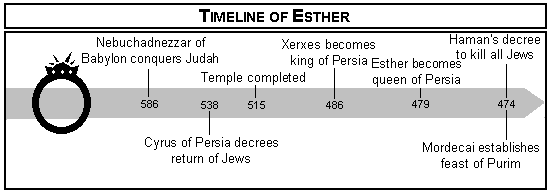 TIMELINE OF ESTHER
Nebuchadnezzar of
Babylon conquers Judah
586
Cyrus of Persia decrees
return of Jews
538
Temple completed
515
Xerxes becomes
king of Persia
486
Esther becomes
queen of Persia
479
Haman's decree
to kill all Jews
474
Mordecai establishes
feast of Purim